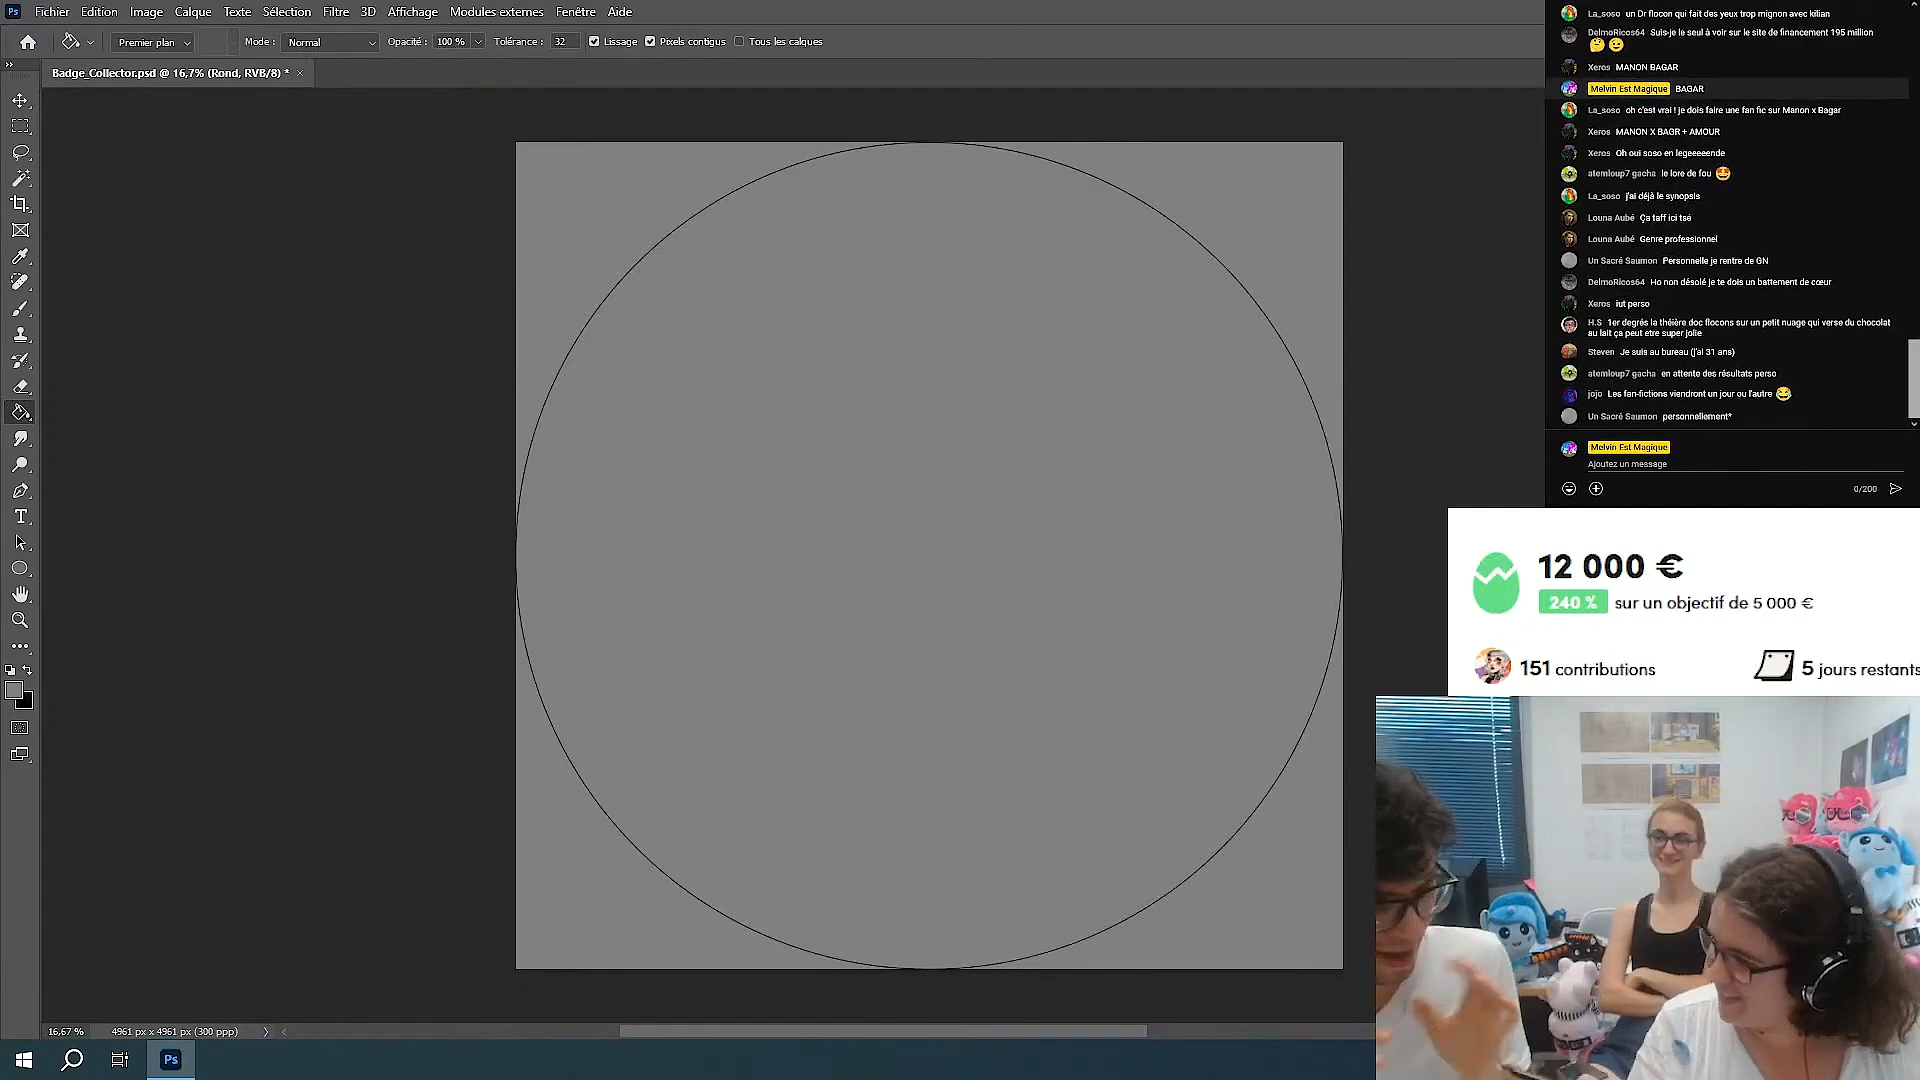 Ps Fichier Edition Image Calque Texte Sélection Filtre 3D Affichage Modules externes Fenêtre Aide
Premier plan Mode : Normal Opacité : 100 % Tolérance : 32 Lissage Pixels contigus Tous les calques
Badge_Collector.psd @ 16,7% (Rond, RVB/8) * ×
La_soso un Dr flocon qui fait des yeux trop mignon avec kilian
DelmoRicos64 Suis-je le seul à voir sur le site de financement 195 million
Xeros MANON BAGAR
Melvin Est Magique BAGAR
La_soso oh c'est vrai ! je dois faire une fan fic sur Manon x Bagar
Xeros MANON X BAGR + AMOUR
Xeros Oh oui soso en legeeeeende
atemloup7 gacha le lore de fou
La_soso j'ai déjà le synopsis
Louna Aubé Ça taff ici tsé
Louna Aubé Genre professionnel
Un Sacré Saumon Personnelle je rentre de GN
DelmoRicos64 Ho non désolé je te dois un battement de cœur
Xeros iut perso
H.S 1er degrés la théière doc flocons sur un petit nuage qui verse du chocolat
au lait ça peut etre super jolie
Steven Je suis au bureau (j'ai 31 ans)
atemloup7 gacha en attente des résultats perso
jojo Les fan-fictions viendront un jour ou l'autre
Un Sacré Saumon personnellement*
Melvin Est Magique
Ajoutez un message
0/200
12 000 €
240 % sur un objectif de 5 000 €
151 contributions 5 jours restants
16,67 % 4961 px x 4961 px (300 ppp)
Ps